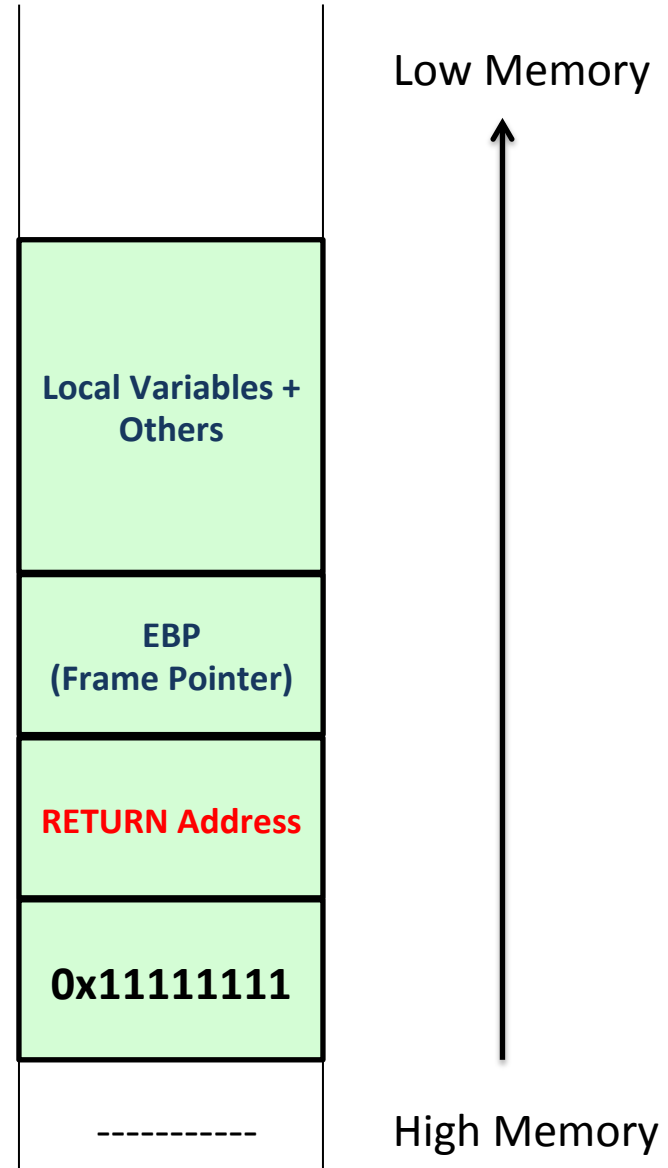 Low Memory
Local Variables +
Others
EBP
(Frame Pointer)
RETURN Address
0x11111111
-----------
High Memory